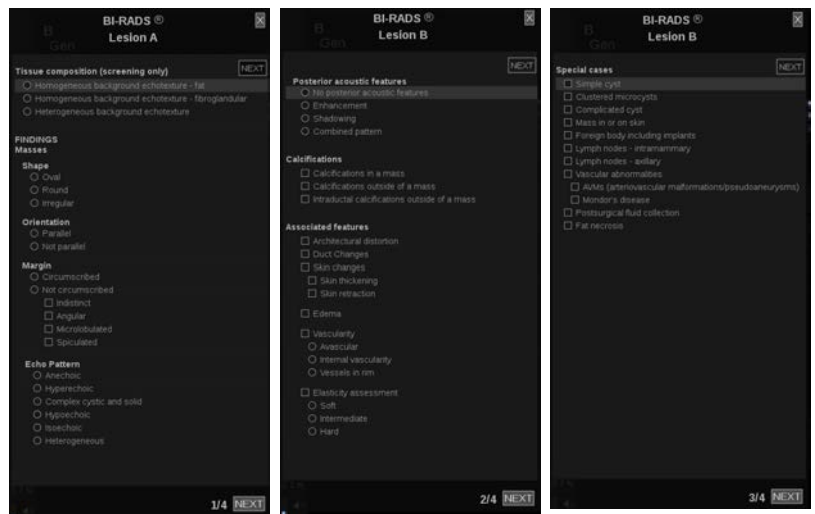 BI-RADS ®
Lesion A
X
NEXT
Tissue composition (screening only)
Homogeneous background echotexture - fat
Homogeneous background echotexture - fibroglandular
Heterogeneous background echotexture
FINDINGS
Masses
Shape
Oval
Round
Irregular
Orientation
Parallel
Not parallel
Margin
Circumscribed
Not circumscribed
Indistinct
Angular
Microlobulated
Spiculated
Echo Pattern
Anechoic
Hyperechoic
Complex cystic and solid
Hypoechoic
Isoechoic
Heterogeneous
1/4 NEXT
BI-RADS ®
Lesion B
X
NEXT
Posterior acoustic features
No posterior acoustic features
Enhancement
Shadowing
Combined pattern
Calcifications
Calcifications in a mass
Calcifications outside of a mass
Intraductal calcifications outside of a mass
Associated features
Architectural distortion
Duct Changes
Skin changes
Skin thickening
Skin retraction
Edema
Vascularity
Avascular
Internal vascularity
Vessels in rim
Elasticity assessment
Soft
Intermediate
Hard
2/4 NEXT
BI-RADS ®
Lesion B
X
NEXT
Special cases
Simple cyst
Clustered microcysts
Complicated cyst
Mass in or on skin
Foreign body including implants
Lymph nodes - intramammary
Lymph nodes - axillary
Vascular abnormalities
AVMs (arteriovascular malformations/pseudoaneurysms)
Mondor's disease
Postsurgical fluid collection
Fat necrosis
3/4 NEXT